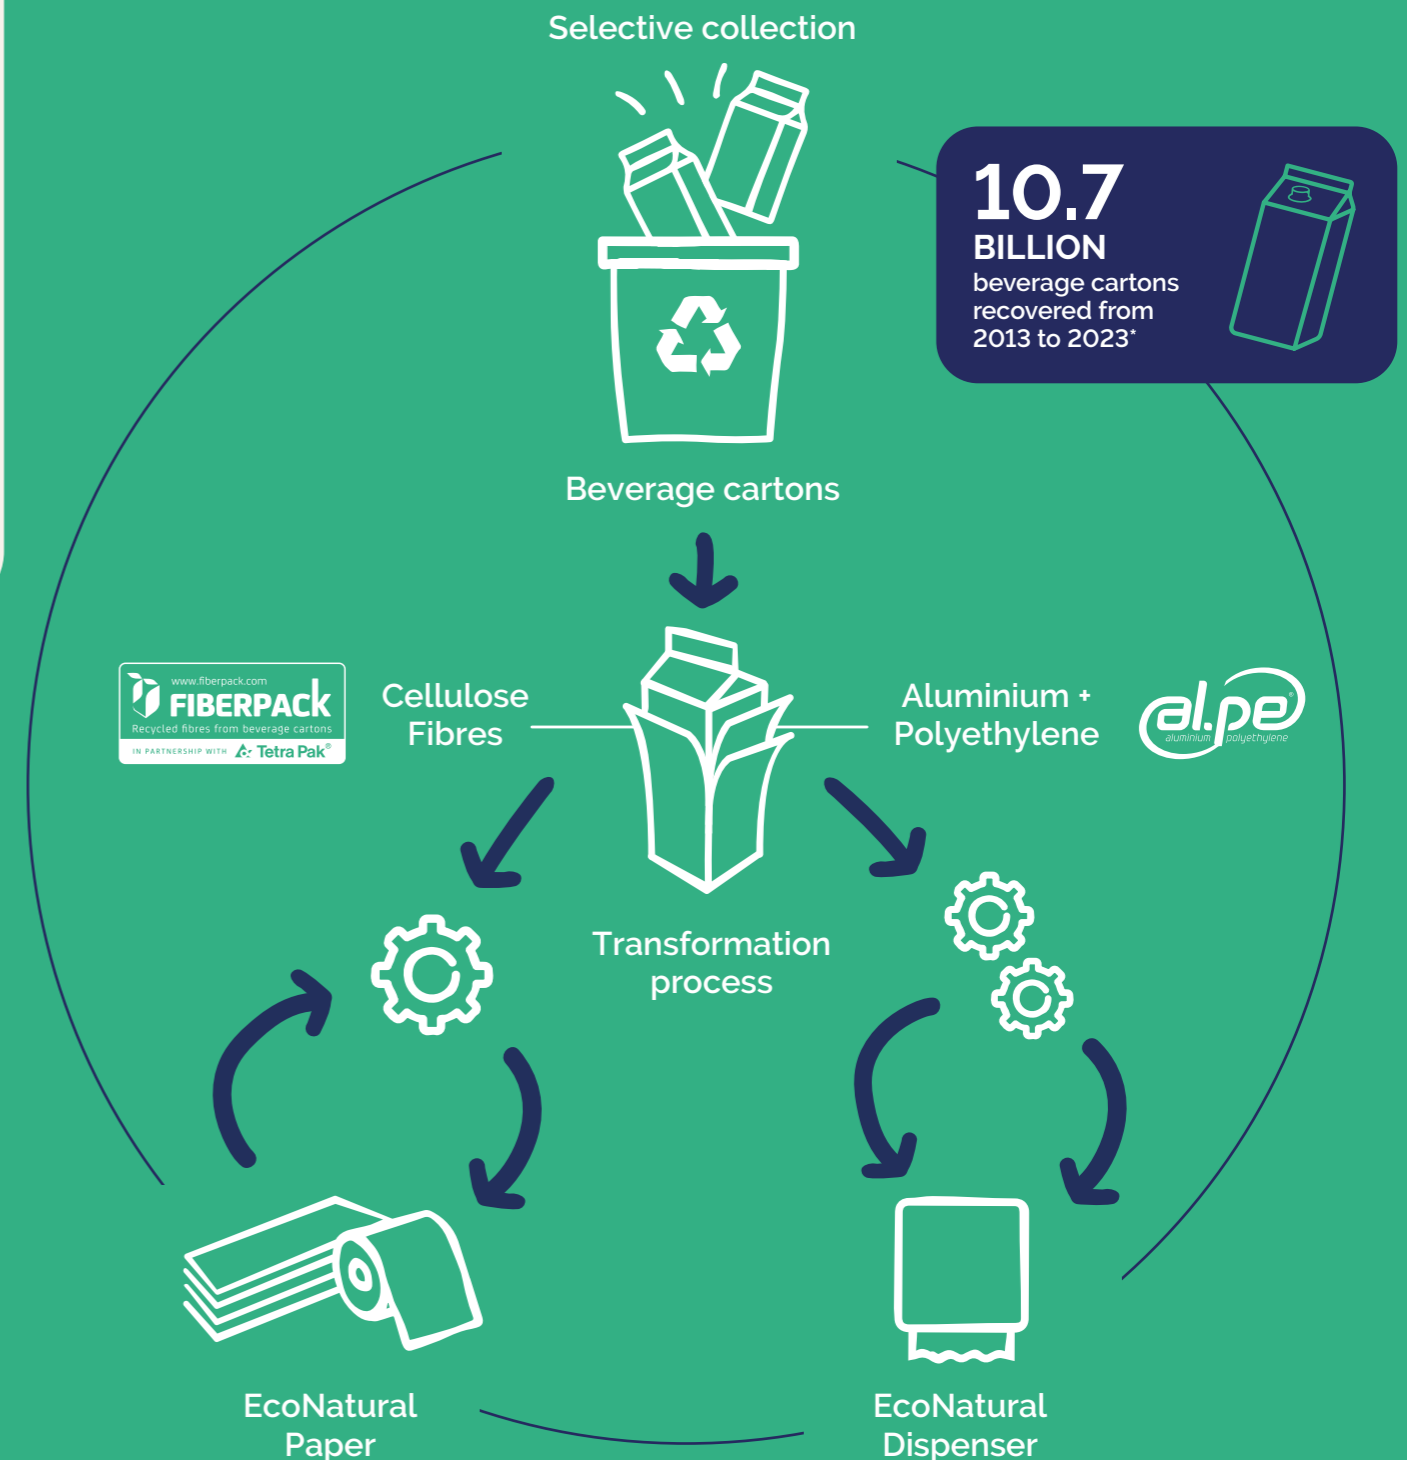 Selective collection
10.7
BILLION
beverage cartons
recovered from
2013 to 2023*
Beverage cartons
www.fiberpack.com
FIBERPACK
Recycled fibres from beverage cartons
IN PARTNERSHIP WITH Tetra Pak®
Cellulose
Fibres
Aluminium +
Polyethylene
al.pe®
aluminium polyethylene
Transformation
process
EcoNatural
Paper
EcoNatural
Dispenser